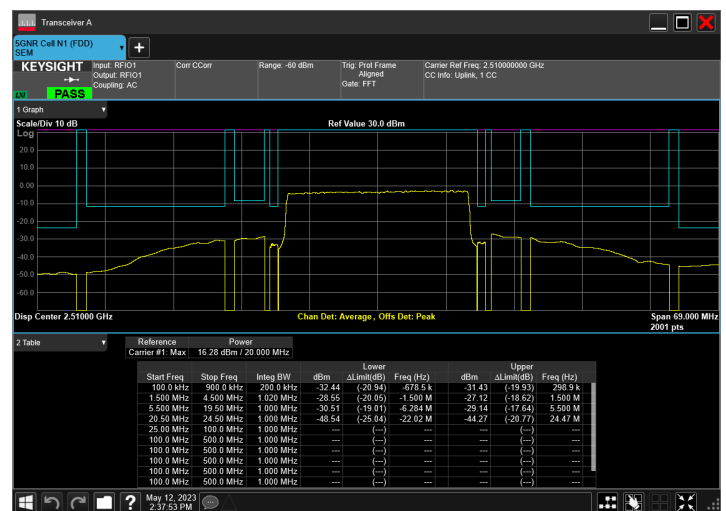 Transceiver A
5GNR Cell N1 (FDD)
SEM
KEYSIGHT
LXI
PASS
Input: RFIO1
Output: RFIO1
Coupling: AC
Corr CCorr
Range: -60 dBm
Trig: Prot Frame
Aligned
Gate: FFT
Carrier Ref Freq: 2.510000000 GHz
CC Info: Uplink, 1 CC
1 Graph
Scale/Div 10 dB
Ref Value 30.0 dBm
Log
20.0
10.0
0.00
-10.0
-20.0
-30.0
-40.0
-50.0
-60.0
Disp Center 2.51000 GHz
Chan Det: Average , Offs Det: Peak
Span 69.000 MHz
2001 pts
2 Table
Reference Power
Carrier #1: Max 16.28 dBm / 20.000 MHz
Lower Upper
Start Freq Stop Freq Integ BW dBm ΔLimit(dB) Freq (Hz) dBm ΔLimit(dB) Freq (Hz)
100.0 kHz 900.0 kHz 200.0 kHz -32.44 (-20.94) -678.5 k -31.43 (-19.93) 298.9 k
1.500 MHz 4.500 MHz 1.020 MHz -28.55 (-20.05) -1.500 M -27.12 (-18.62) 1.500 M
5.500 MHz 19.50 MHz 1.000 MHz -30.51 (-19.01) -6.284 M -29.14 (-17.64) 5.500 M
20.50 MHz 24.50 MHz 1.000 MHz -48.54 (-25.04) -22.02 M -44.27 (-20.77) 24.47 M
25.00 MHz 100.0 MHz 1.000 MHz --- (---) --- --- (---) ---
100.0 MHz 500.0 MHz 1.000 MHz --- (---) --- --- (---) ---
100.0 MHz 500.0 MHz 1.000 MHz --- (---) --- --- (---) ---
100.0 MHz 500.0 MHz 1.000 MHz --- (---) --- --- (---) ---
100.0 MHz 500.0 MHz 1.000 MHz --- (---) --- --- (---) ---
100.0 MHz 500.0 MHz 1.000 MHz --- (---) --- --- (---) ---
May 12, 2023
2:37:53 PM